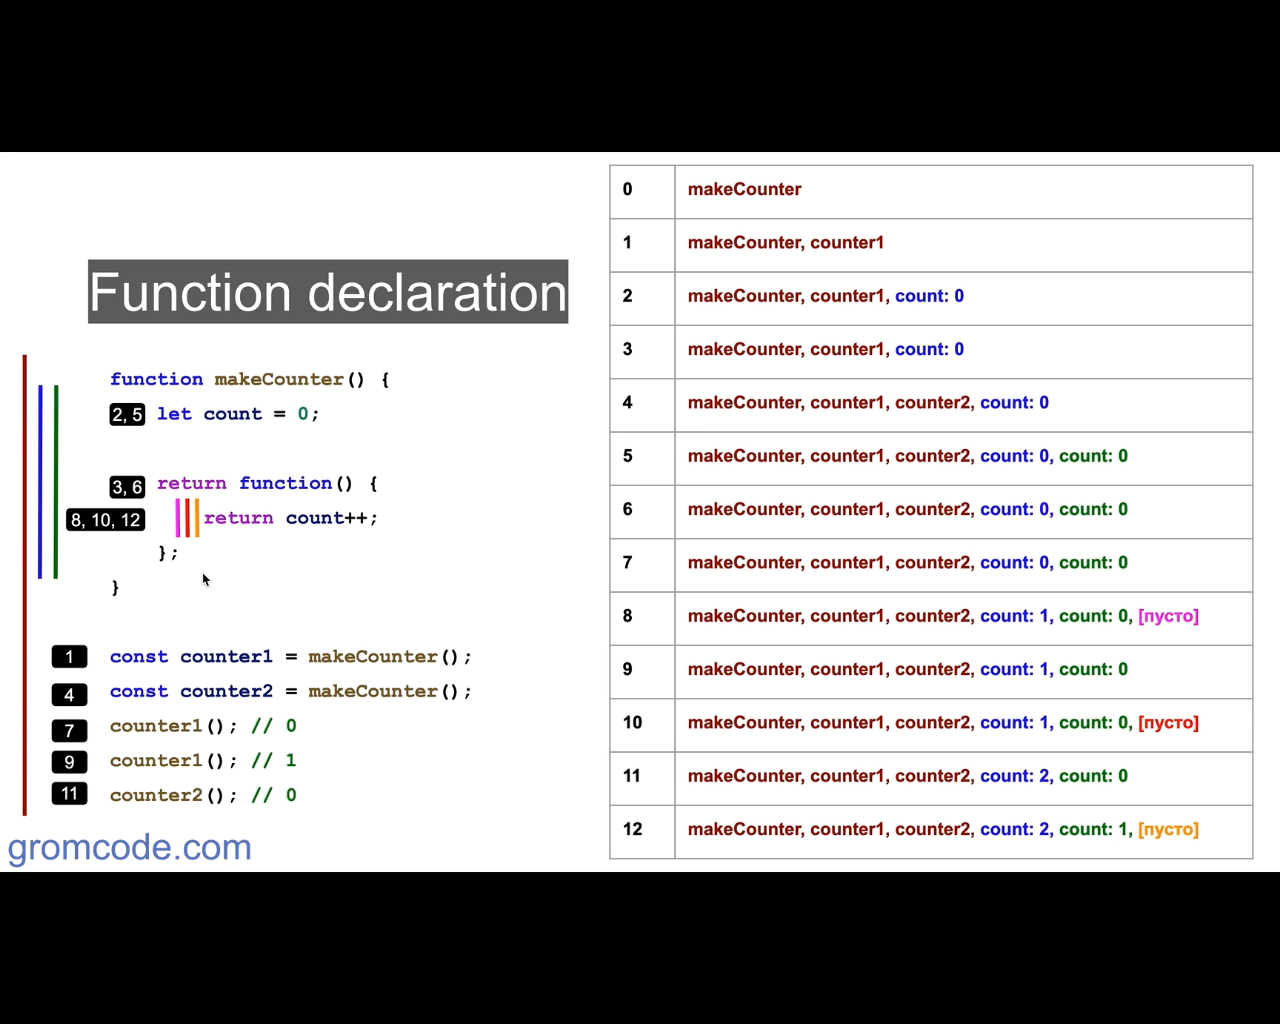 Function declaration
function makeCounter() {
2, 5 let count = 0;
3, 6 return function() {
8, 10, 12 return count++;
};
}
1 const counter1 = makeCounter();
4 const counter2 = makeCounter();
7 counter1(); // 0
9 counter1(); // 1
11 counter2(); // 0
gromcode.com
0 makeCounter
1 makeCounter, counter1
2 makeCounter, counter1, count: 0
3 makeCounter, counter1, count: 0
4 makeCounter, counter1, counter2, count: 0
5 makeCounter, counter1, counter2, count: 0, count: 0
6 makeCounter, counter1, counter2, count: 0, count: 0
7 makeCounter, counter1, counter2, count: 0, count: 0
8 makeCounter, counter1, counter2, count: 1, count: 0, [пусто]
9 makeCounter, counter1, counter2, count: 1, count: 0
10 makeCounter, counter1, counter2, count: 1, count: 0, [пусто]
11 makeCounter, counter1, counter2, count: 2, count: 0
12 makeCounter, counter1, counter2, count: 2, count: 1, [пусто]